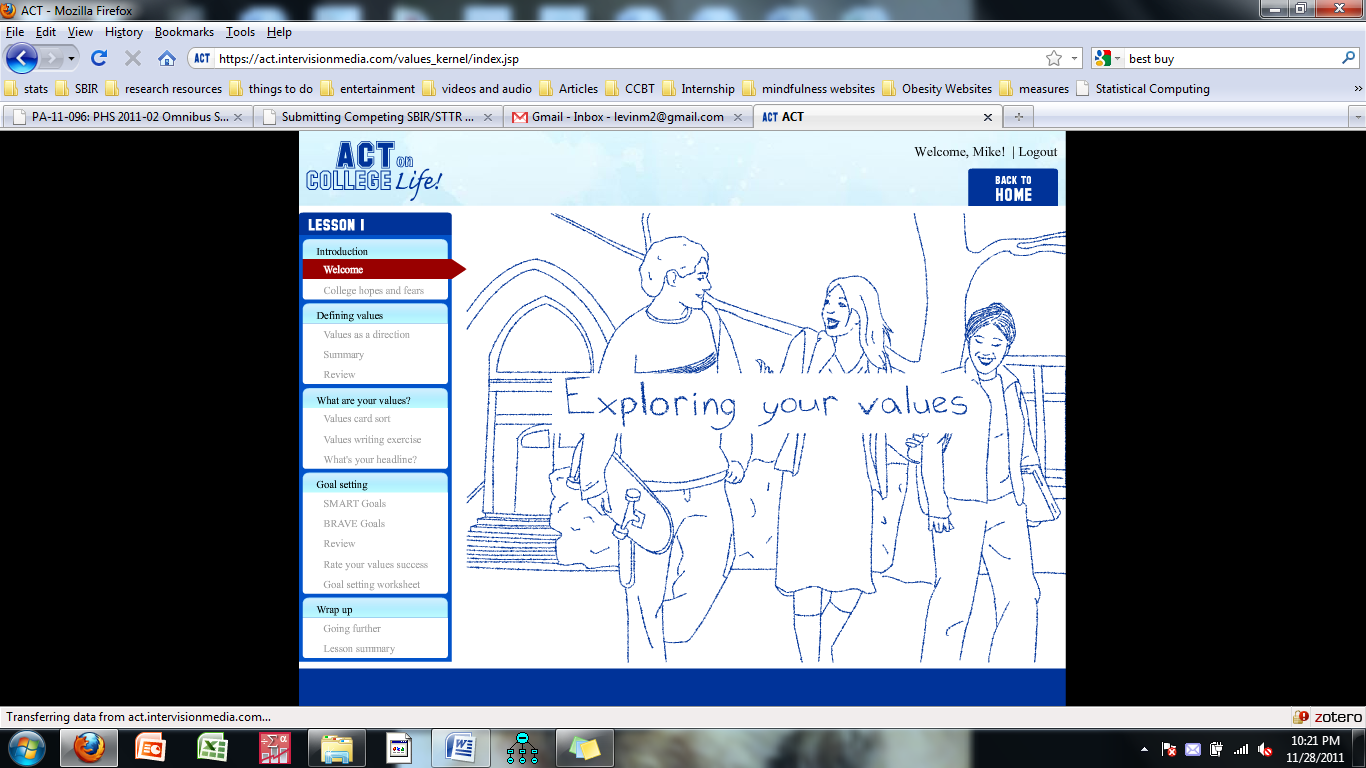 ACT - Mozilla Firefox
File Edit View History Bookmarks Tools Help
ACT https://act.intervisionmedia.com/values_kernel/index.jsp
best buy
stats SBIR research resources things to do entertainment videos and audio Articles CCBT Internship mindfulness websites Obesity Websites measures Statistical Computing »
PA-11-096: PHS 2011-02 Omnibus S... Submitting Competing SBIR/STTR ... Gmail - Inbox - levinm2@gmail.com ACT ACT
ACT on
COLLEGE Life!
Welcome, Mike! | Logout
BACK TO
HOME
LESSON 1
Introduction
Welcome
College hopes and fears
Defining values
Values as a direction
Summary
Review
What are your values?
Values card sort
Values writing exercise
What's your headline?
Goal setting
SMART Goals
BRAVE Goals
Review
Rate your values success
Goal setting worksheet
Wrap up
Going further
Lesson summary
Exploring your values
Transferring data from act.intervisionmedia.com...
zotero
10:21 PM
11/28/2011